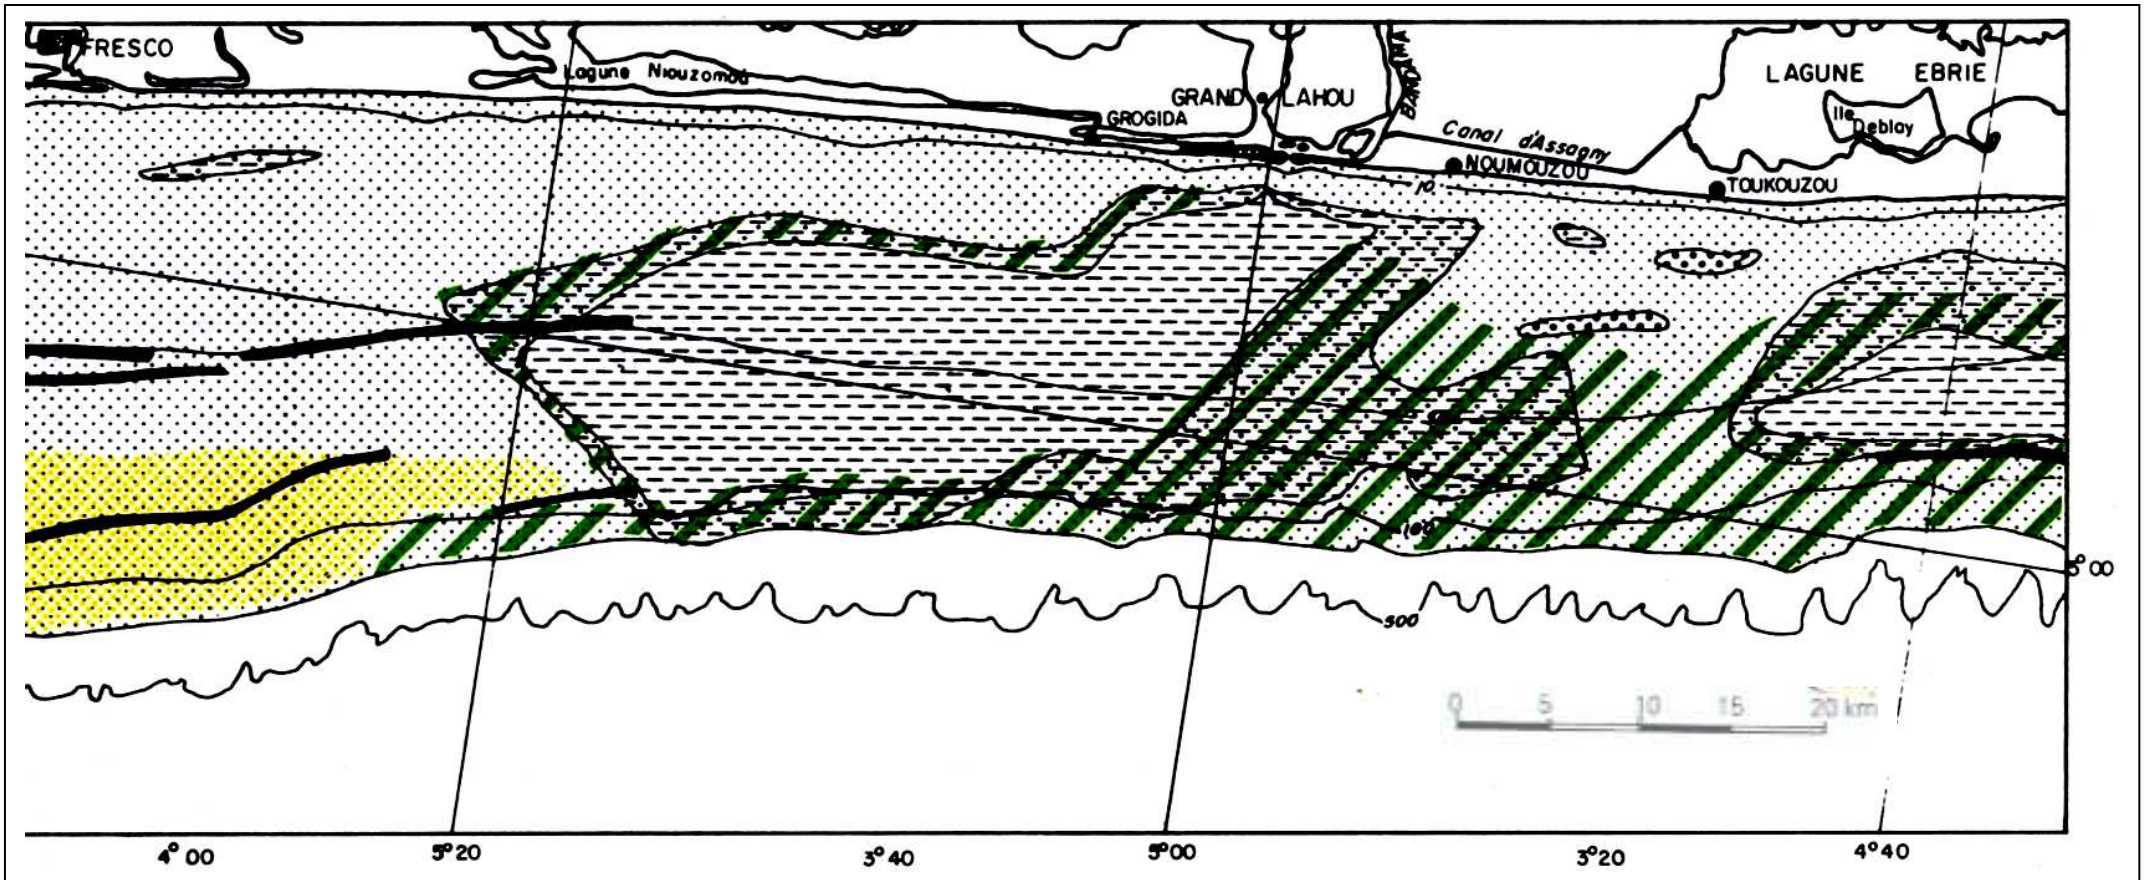 FRESCO
Lagune Niouzomou
GRAND LAHOU
BANDAMA
GROGIDA
LAGUNE EBRIE
Ile Deblay
Canal d'Assagny
NOUMOUZOU
TOUKOUZOU
10
100
5°00
500
0 5 10 15 20 km
4°00 5°20 3°40 5°00 3°20 4°40